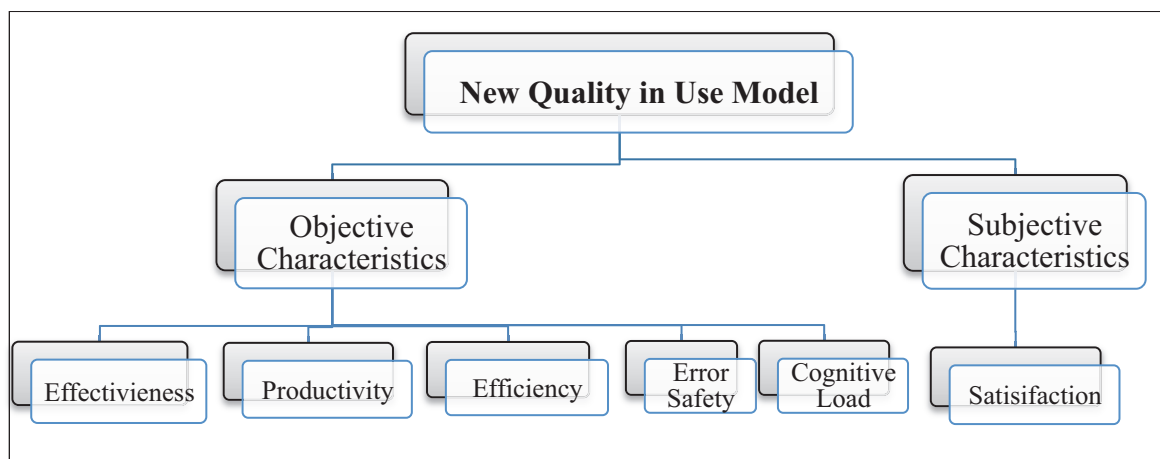 New Quality in Use Model
Objective
Characteristics
Subjective
Characteristics
Effectivieness
Productivity
Efficiency
Error
Safety
Cognitive
Load
Satisifaction